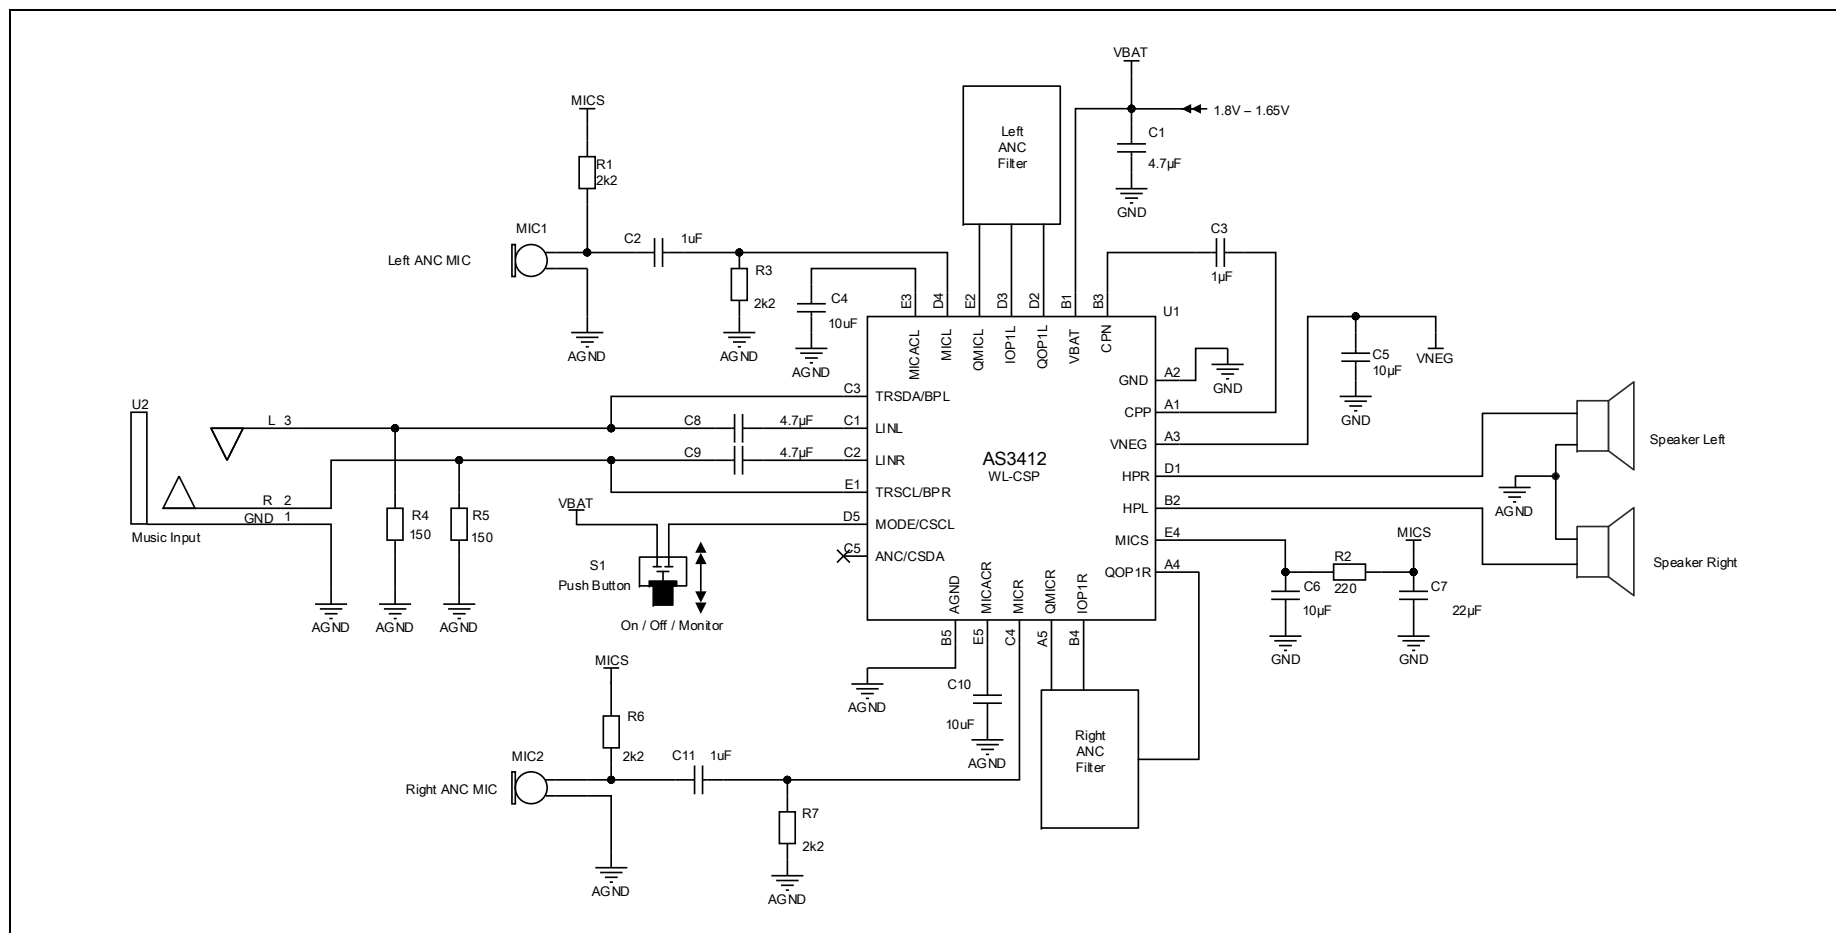 VBAT
1.8V – 1.65V
C1
4.7µF
GND
Left
ANC
Filter
MICS
R1
2k2
MIC1
Left ANC MIC
C2
1uF
R3
2k2
AGND
AGND
C4
10uF
AGND
C3
1µF
E3
D4
E2
D3
D2
B1
B3
U1
MICACL
MICL
QMICL
IOP1L
QOP1L
VBAT
CPN
GND
A2
GND
CPP
A1
VNEG
A3
HPR
D1
HPL
B2
MICS
E4
QOP1R
A4
C5
10µF
GND
VNEG
Speaker Left
AGND
Speaker Right
MICS
R2
220
C6
10µF
GND
C7
22µF
GND
AS3412
WL-CSP
C3
TRSDA/BPL
C1
LINL
C2
LINR
E1
TRSCL/BPR
D5
MODE/CSCL
C5
ANC/CSDA
C8
4.7µF
C9
4.7µF
U2
L 3
R 2
GND 1
Music Input
AGND
R4
150
AGND
R5
150
AGND
VBAT
S1
Push Button
On / Off / Monitor
AGND
MICACR
MICR
QMICR
IOP1R
B5
E5
C4
A5
B4
AGND
C10
10uF
AGND
Right
ANC
Filter
MICS
R6
2k2
MIC2
Right ANC MIC
C11
1uF
R7
2k2
AGND
AGND